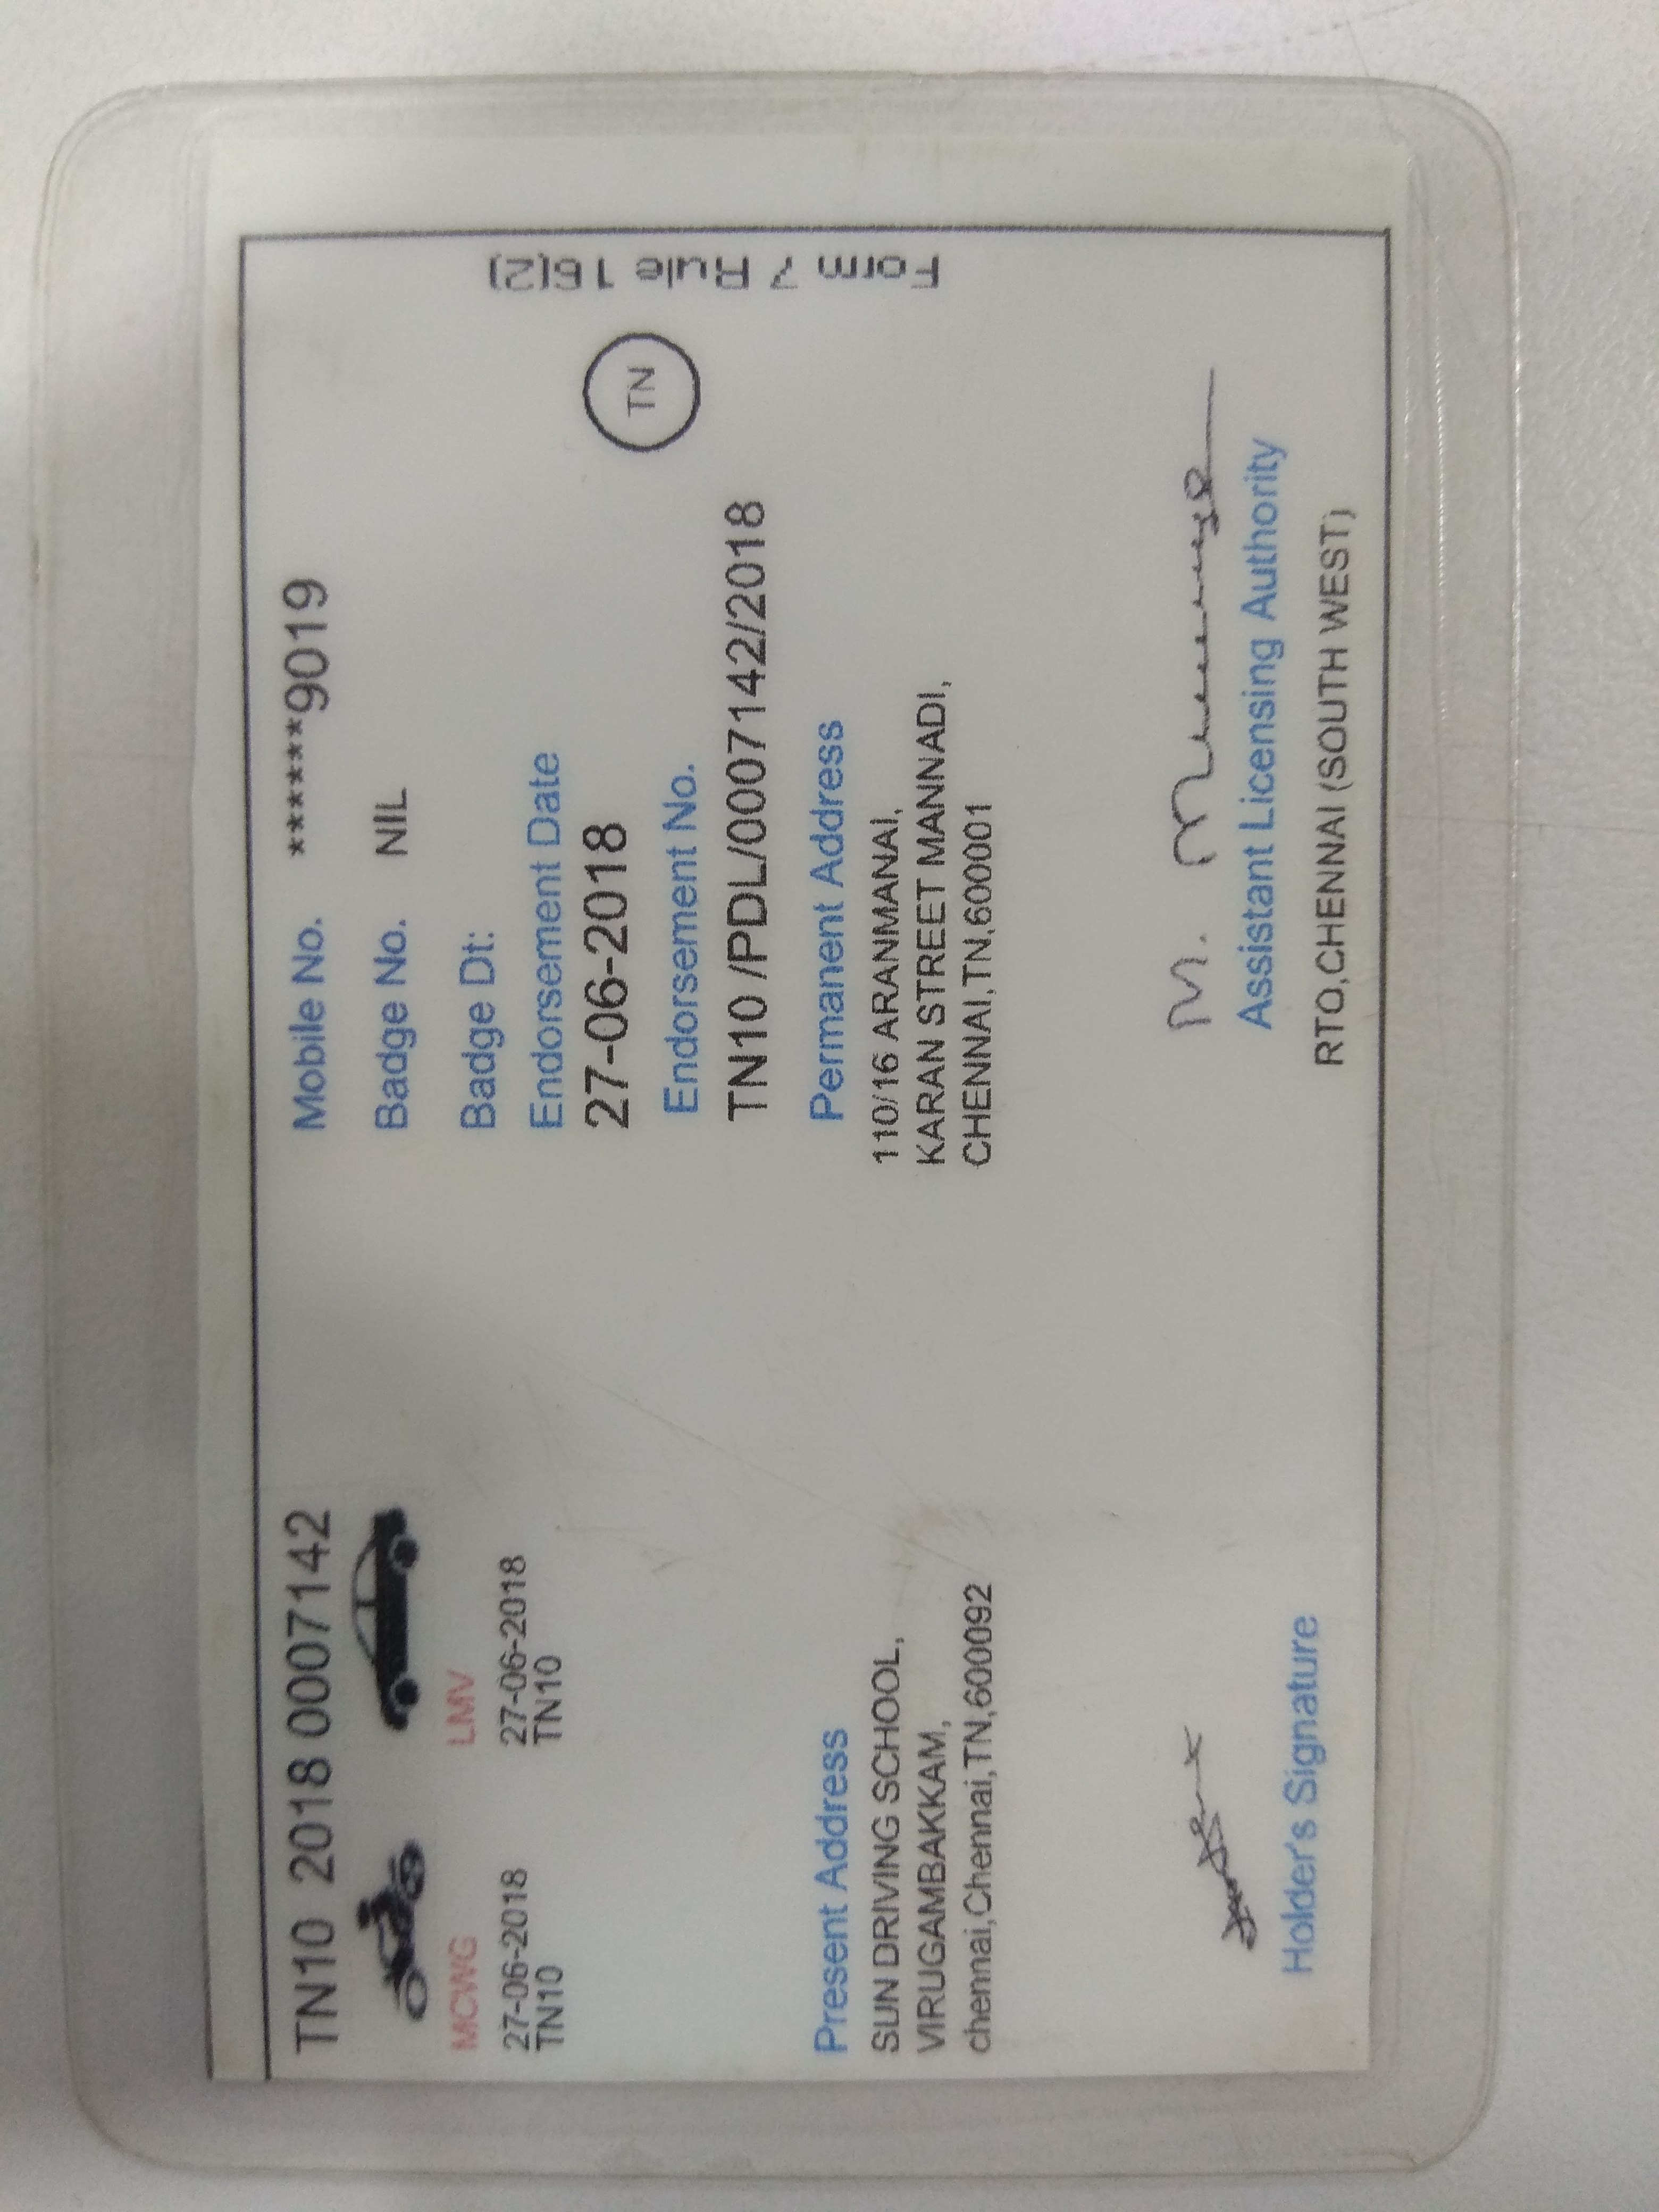 TN10 2018 0007142
MCWG LMV
27-06-2018 27-06-2018
TN10 TN10
Mobile No. ******9019
Badge No. NIL
Badge Dt:
Endorsement Date
27-06-2018
TN
Endorsement No.
TN10 /PDL/0007142/2018
Form 7 Rule 16(2)
Present Address
SUN DRIVING SCHOOL,
VIRUGAMBAKKAM,
chennai,Chennai,TN,600092
Permanent Address
110/16 ARANMANAI,
KARAN STREET MANNADI,
CHENNAI,TN,600001
Holder's Signature
Assistant Licensing Authority
RTO,CHENNAI (SOUTH WEST)